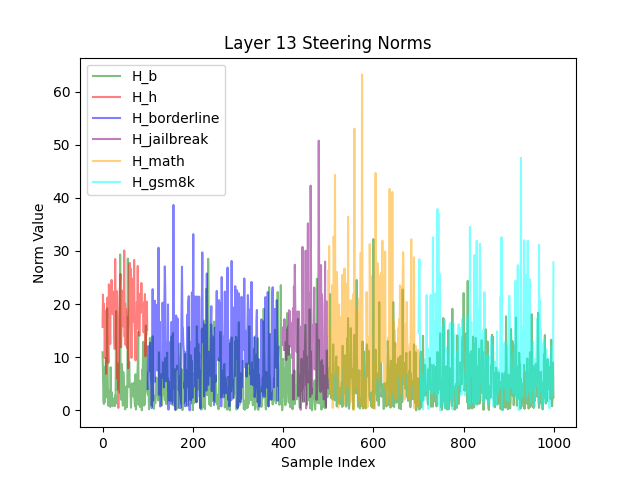 Layer 13 Steering Norms
H_b
H_h
H_borderline
H_jailbreak
H_math
H_gsm8k
Norm Value
60
50
40
30
20
10
0
0 200 400 600 800 1000
Sample Index